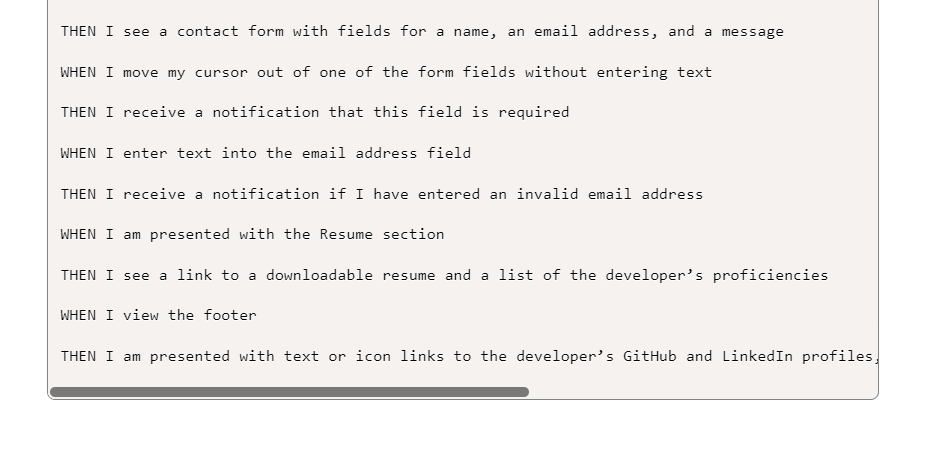 THEN I see a contact form with fields for a name, an email address, and a message
WHEN I move my cursor out of one of the form fields without entering text
THEN I receive a notification that this field is required
WHEN I enter text into the email address field
THEN I receive a notification if I have entered an invalid email address
WHEN I am presented with the Resume section
THEN I see a link to a downloadable resume and a list of the developer’s proficiencies
WHEN I view the footer
THEN I am presented with text or icon links to the developer’s GitHub and LinkedIn profiles,